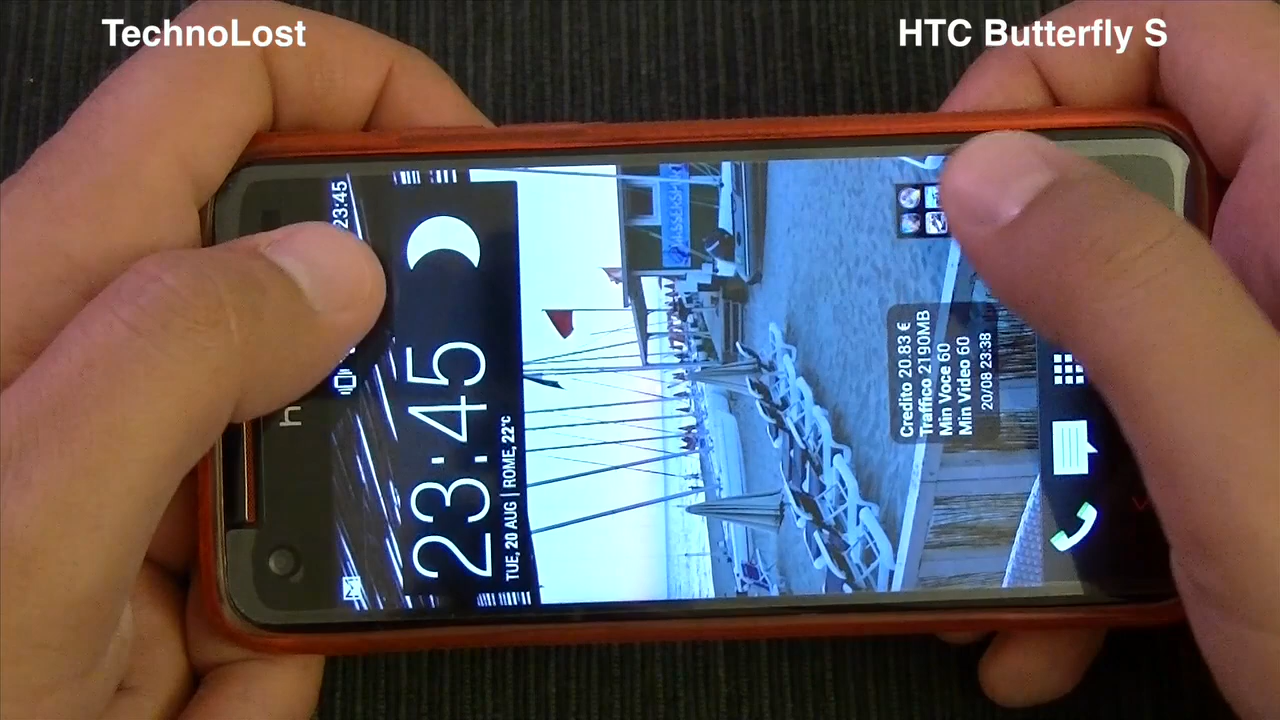 TechnoLost
HTC Butterfly S
23:45
23:45
TUE, 20 AUG | ROME, 22°C
Credito 20.83 €
Traffico 2190MB
Min Voce 60
Min Video 60
20/08 23:38
h